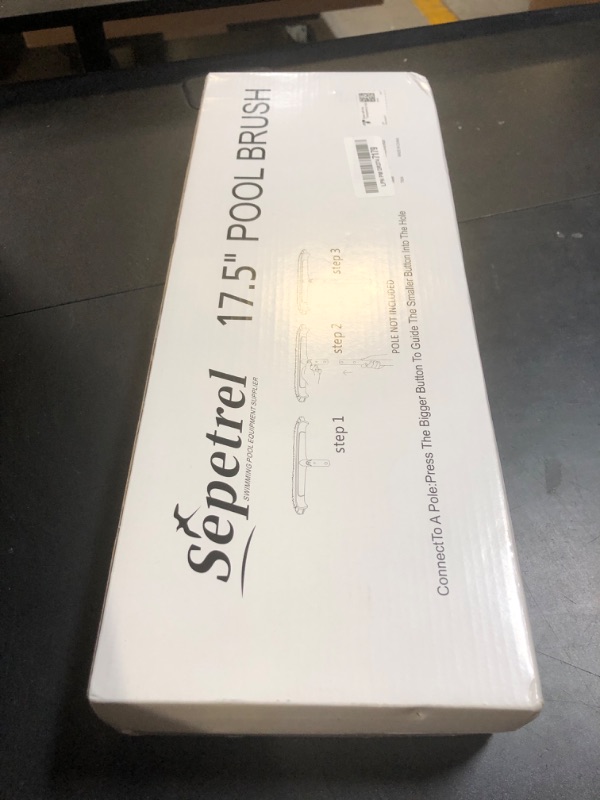 Sepetrel
SWIMMING POOL EQUIPMENT SUPPLIER
17.5" POOL BRUSH
step 1
step 2
step 3
POLE NOT INCLUDED
ConnectTo A Pole:Press The Bigger Button To Guide The Smaller Button Into The Hole